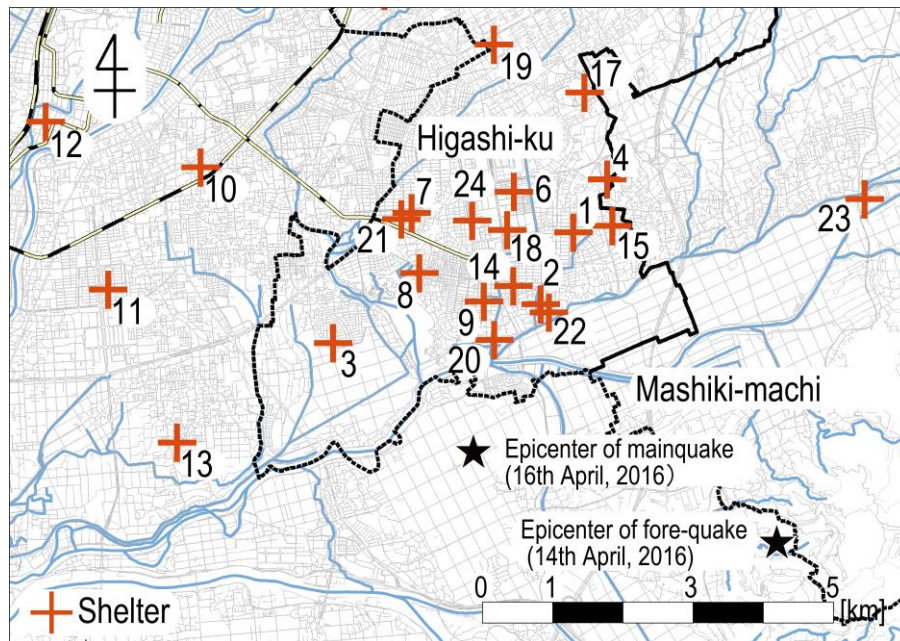 19
17
12
Higashi-ku
4
10
7
24
6
23
21
18
1
15
14
2
8
11
9
22
3
20
Mashiki-machi
13
Epicenter of mainquake
(16th April, 2016)
Epicenter of fore-quake
(14th April, 2016)
0 1 3 5
[km]
Shelter